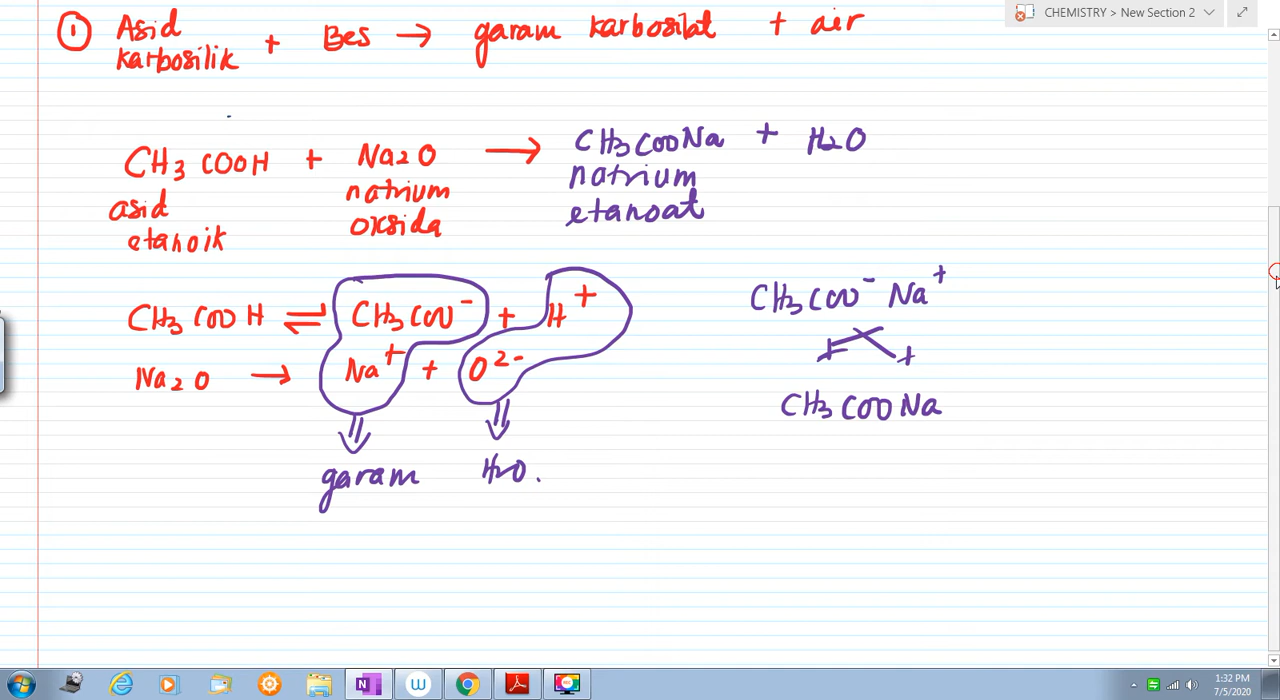 CHEMISTRY > New Section 2
① Asid karbosilik + Bes → garam karbosilat + air
CH3COOH + Na2O → CH3COONa + H2O
asid etanoik natrium oksida natrium etanoat
CH3COOH ⇌ CH3COO⁻ + H⁺
Na2O → Na⁺ + O²⁻
garam H2O.
CH3COO⁻ Na⁺
CH3COONa
1:32 PM
7/5/2020